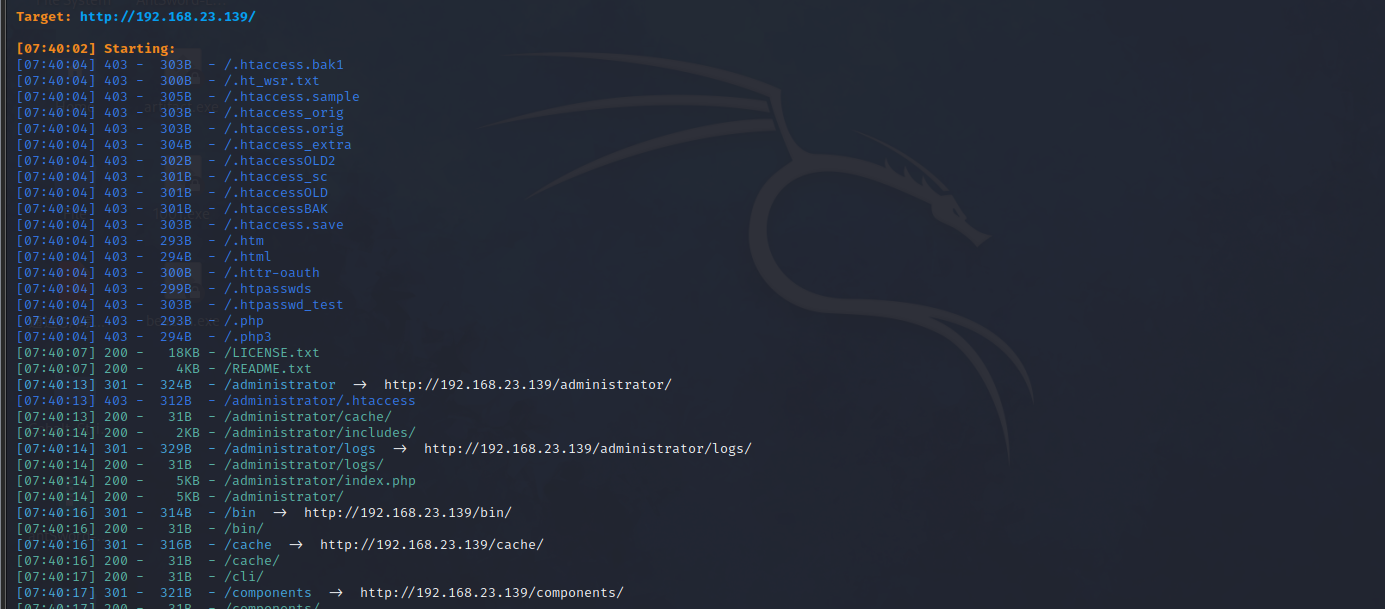 Target: http://192.168.23.139/
[07:40:02] Starting:
[07:40:04] 403 - 303B - /.htaccess.bak1
[07:40:04] 403 - 300B - /.ht_wsr.txt
[07:40:04] 403 - 305B - /.htaccess.sample
[07:40:04] 403 - 303B - /.htaccess_orig
[07:40:04] 403 - 303B - /.htaccess.orig
[07:40:04] 403 - 304B - /.htaccess_extra
[07:40:04] 403 - 302B - /.htaccessOLD2
[07:40:04] 403 - 301B - /.htaccess_sc
[07:40:04] 403 - 301B - /.htaccessOLD
[07:40:04] 403 - 301B - /.htaccessBAK
[07:40:04] 403 - 303B - /.htaccess.save
[07:40:04] 403 - 293B - /.htm
[07:40:04] 403 - 294B - /.html
[07:40:04] 403 - 300B - /.httr-oauth
[07:40:04] 403 - 299B - /.htpasswds
[07:40:04] 403 - 303B - /.htpasswd_test
[07:40:04] 403 - 293B - /.php
[07:40:04] 403 - 294B - /.php3
[07:40:07] 200 - 18KB - /LICENSE.txt
[07:40:07] 200 - 4KB - /README.txt
[07:40:13] 301 - 324B - /administrator → http://192.168.23.139/administrator/
[07:40:13] 403 - 312B - /administrator/.htaccess
[07:40:13] 200 - 31B - /administrator/cache/
[07:40:14] 200 - 2KB - /administrator/includes/
[07:40:14] 301 - 329B - /administrator/logs → http://192.168.23.139/administrator/logs/
[07:40:14] 200 - 31B - /administrator/logs/
[07:40:14] 200 - 5KB - /administrator/index.php
[07:40:14] 200 - 5KB - /administrator/
[07:40:16] 301 - 314B - /bin → http://192.168.23.139/bin/
[07:40:16] 200 - 31B - /bin/
[07:40:16] 301 - 316B - /cache → http://192.168.23.139/cache/
[07:40:16] 200 - 31B - /cache/
[07:40:17] 200 - 31B - /cli/
[07:40:17] 301 - 321B - /components → http://192.168.23.139/components/
[07:40:17] 200 - 31B - /components/